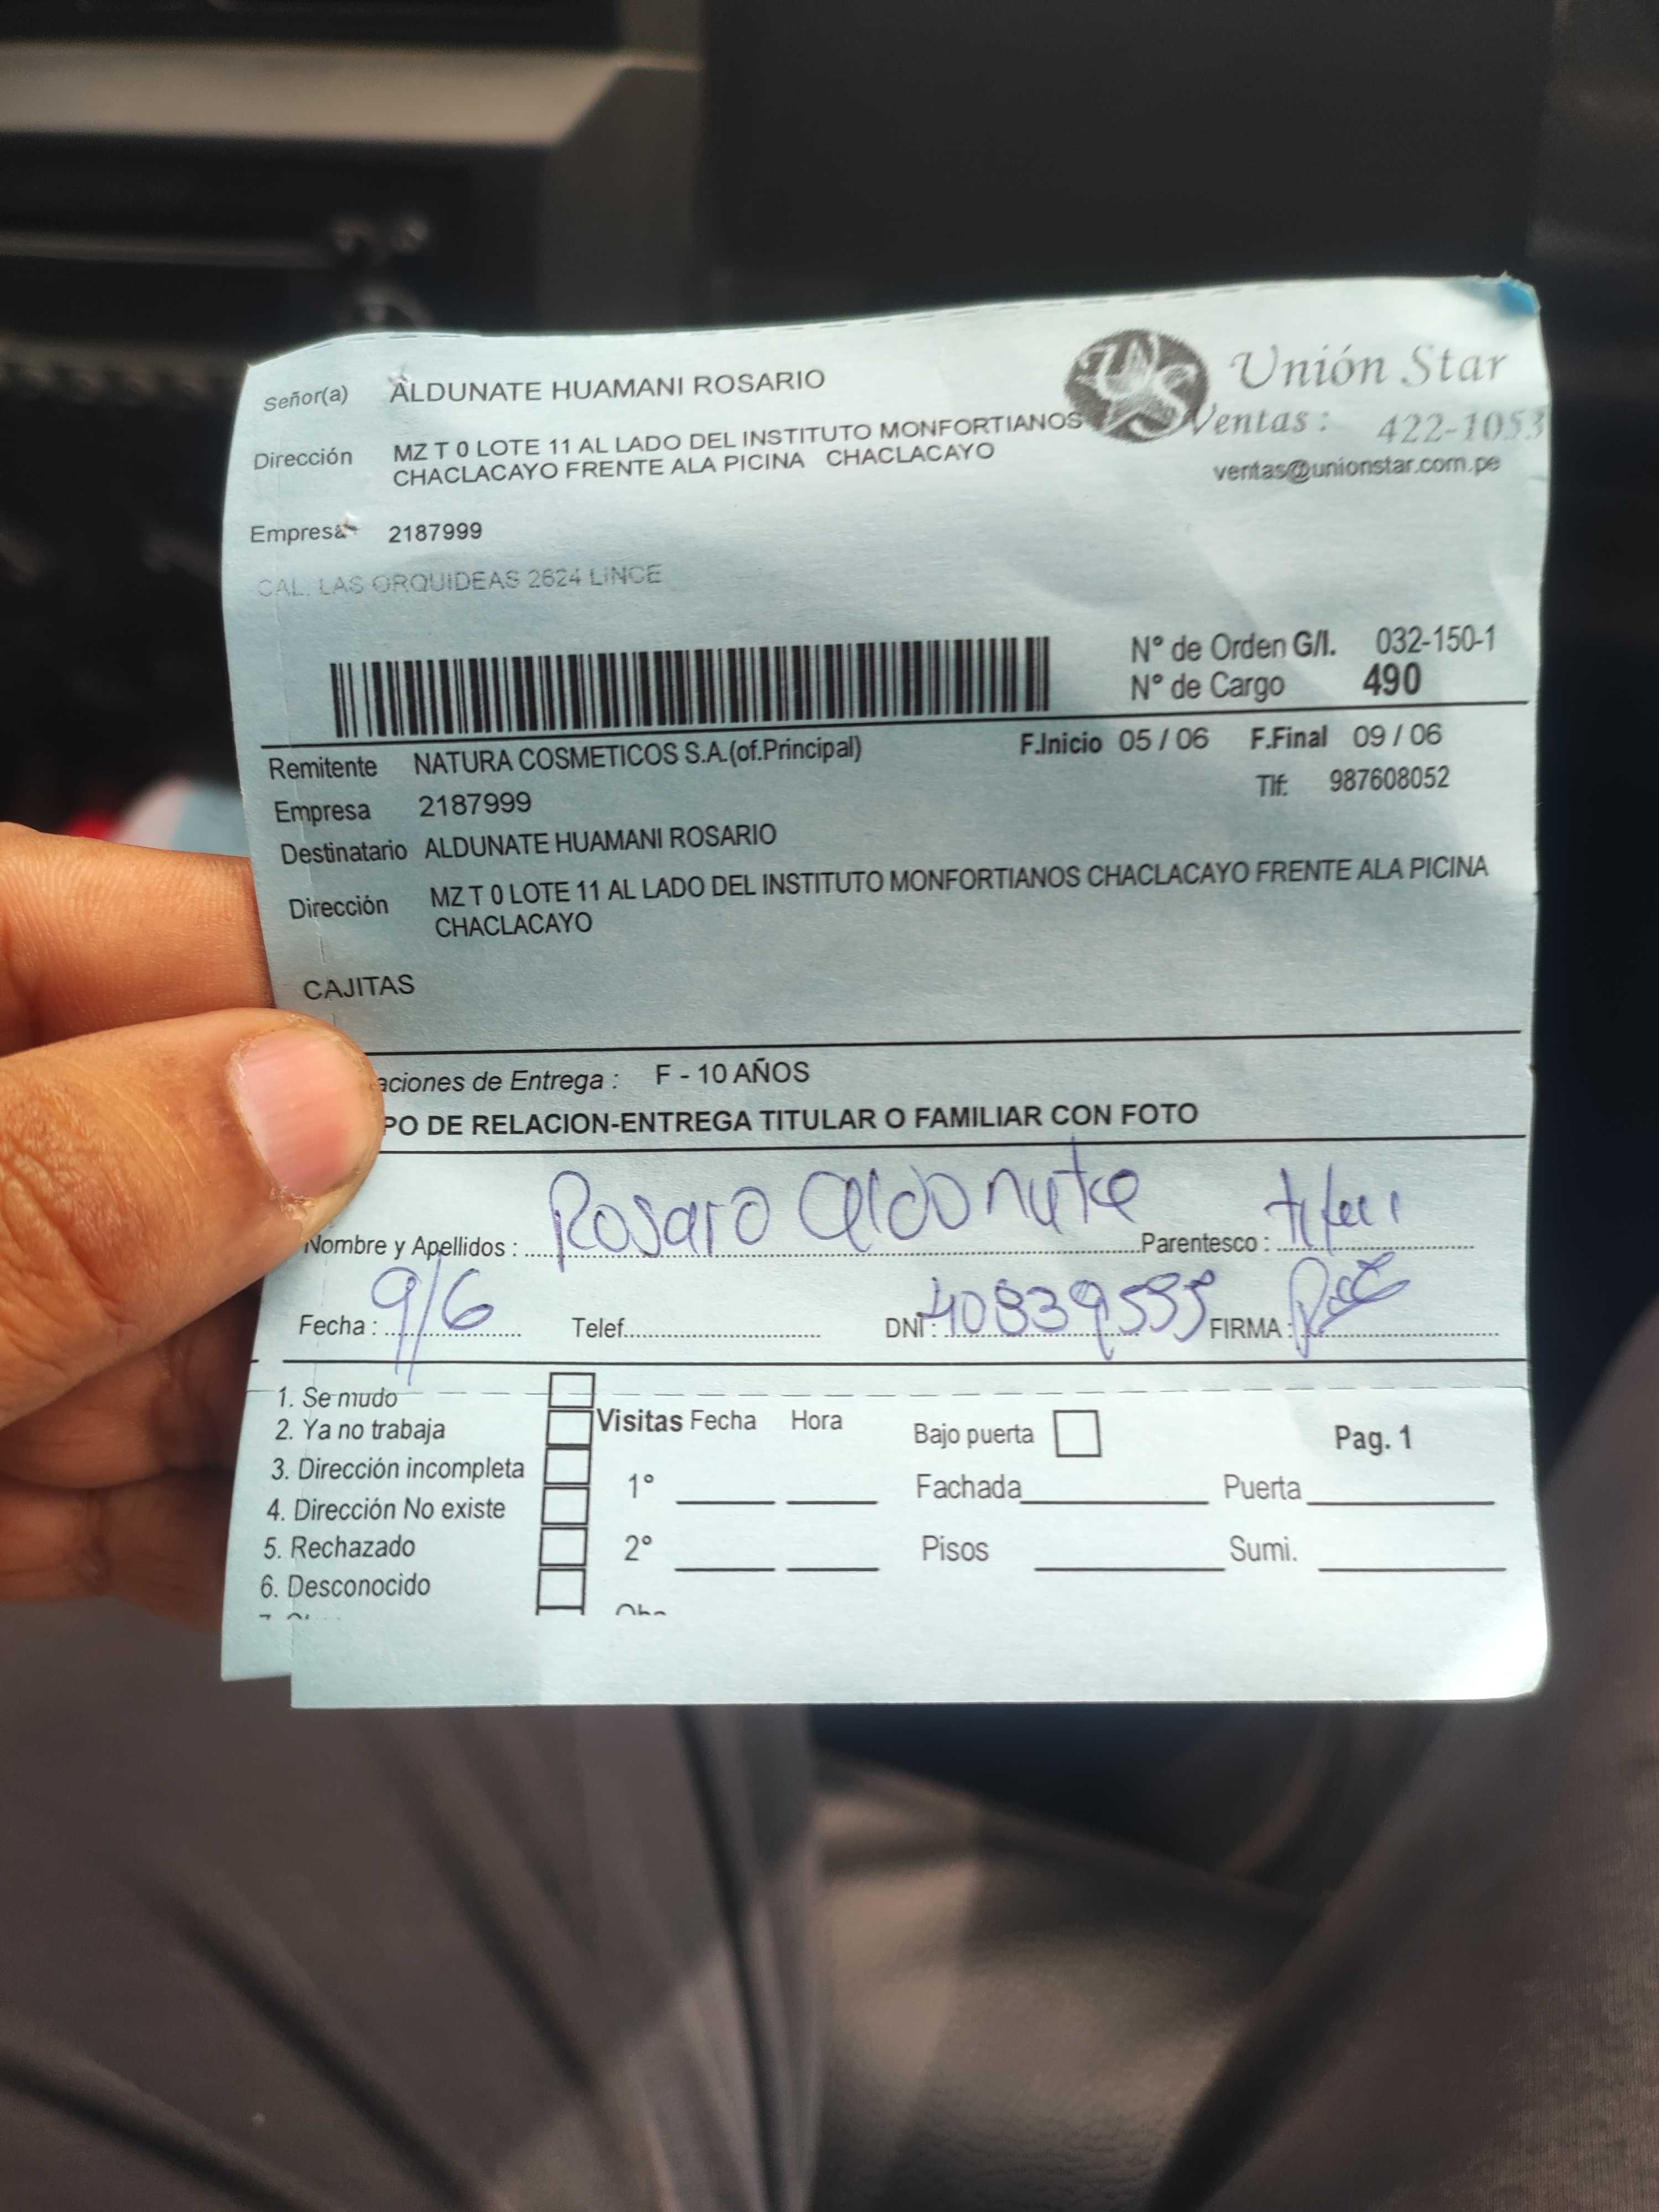 Señor(a) ALDUNATE HUAMANI ROSARIO
Unión Star
Ventas: 422-1053
ventas@unionstar.com.pe
Dirección MZ T 0 LOTE 11 AL LADO DEL INSTITUTO MONFORTIANOS
CHACLACAYO FRENTE ALA PICINA CHACLACAYO
Empresa 2187999
CAL. LAS ORQUIDEAS 2624 LINCE
N° de Orden G/I. 032-150-1
N° de Cargo 490
Remitente NATURA COSMETICOS S.A.(of.Principal) F.Inicio 05 / 06 F.Final 09 / 06
Empresa 2187999 Tlf: 987608052
Destinatario ALDUNATE HUAMANI ROSARIO
Dirección MZ T 0 LOTE 11 AL LADO DEL INSTITUTO MONFORTIANOS CHACLACAYO FRENTE ALA PICINA
CHACLACAYO
CAJITAS
aciones de Entrega : F - 10 AÑOS
PO DE RELACION-ENTREGA TITULAR O FAMILIAR CON FOTO
Nombre y Apellidos : Rosaro Aldonate Parentesco :
Fecha : 9/6 Telef. DNI : FIRMA :
1. Se mudo
2. Ya no trabaja Visitas Fecha Hora Bajo puerta Pag. 1
3. Dirección incompleta 1° Fachada Puerta
4. Dirección No existe
5. Rechazado 2° Pisos Sumi.
6. Desconocido